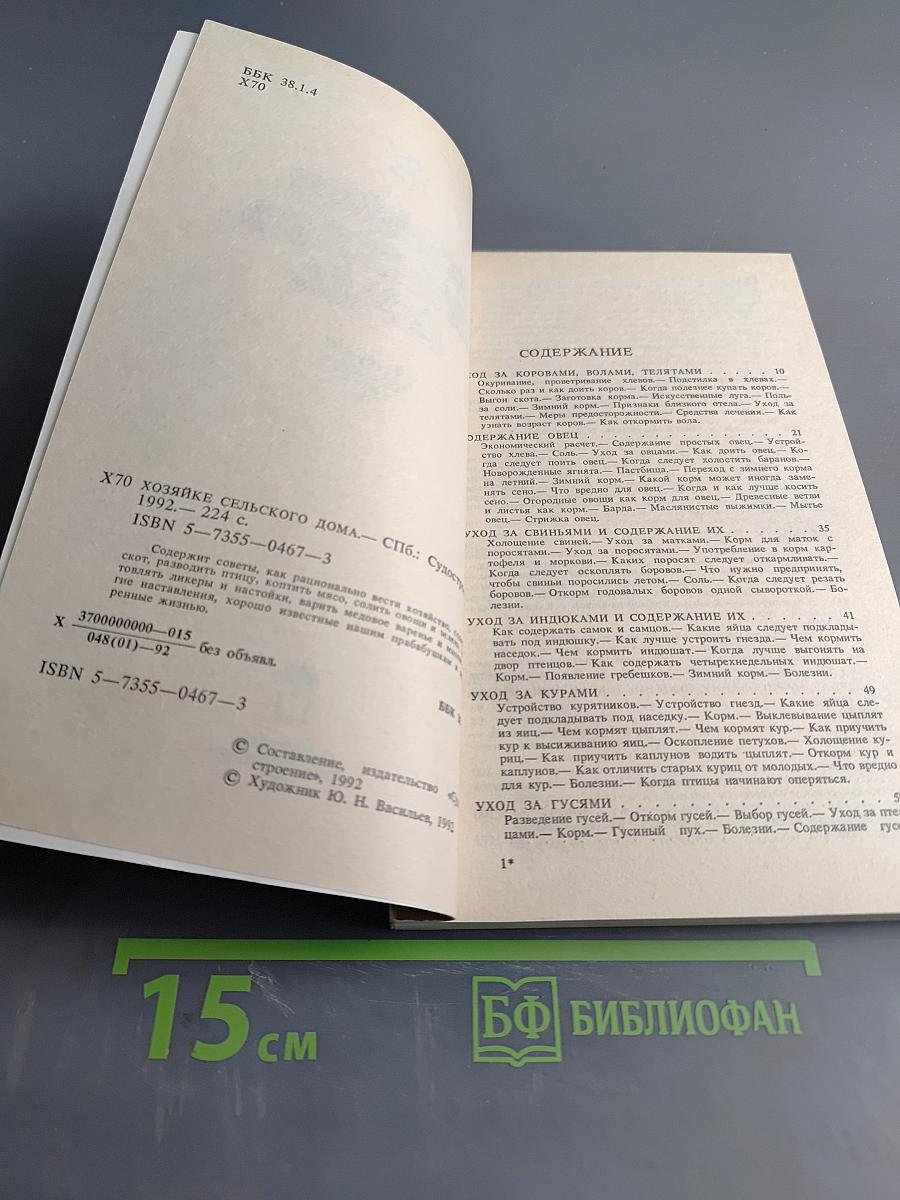 ББК 38.1.4
Х70
Х70 ХОЗЯЙКЕ СЕЛЬСКОГО ДОМА.— СПб.: Судостр
1992.— 224 с.
ISBN 5—7355—0467—3
Содержит советы, как рационально вести хозяйство,
скот, разводить птицу, коптить мясо, солить овощи и
товлять ликеры и настойки, варить медовое варенье и
гие наставления, хорошо известные нашим прабабушкам и
ренные жизнью.
Х 3700000000—015
048(01)—92 без объявл.
ISBN 5—7355—0467—3
ББК
© Составление, издательство «Су
строение», 1992
© Художник Ю. Н. Васильев, 1992
СОДЕРЖАНИЕ
ХОД ЗА КОРОВАМИ, ВОЛАМИ, ТЕЛЯТАМИ . . . . . 10
Окуривание, проветривание хлевов.— Подстилка в хлевах.—
Сколько раз и как доить коров.— Когда полезнее купать коров.—
Выгон скота.— Заготовка корма.— Искусственные луга.— Поль-
за соли.— Зимний корм.— Признаки близкого отела.— Уход за
телятами.— Меры предосторожности.— Средства лечения.— Как
узнать возраст коров.— Как откормить вола.
ОДЕРЖАНИЕ ОВЕЦ . . . . . . . . . . . . . 21
Экономический расчет.— Содержание простых овец.— Устрой-
ство хлева.— Соль.— Уход за овцами.— Как доить овец.— Ко-
гда следует поить овец.— Когда следует холостить баранов.—
Новорожденные ягнята.— Пастбища.— Переход с зимнего корма
на летний.— Зимний корм.— Какой корм может иногда заме-
нять сено.— Что вредно для овец.— Когда и как лучше косить
сено.— Огородные овощи как корм для овец.— Древесные ветви
и листья как корм.— Барда.— Маслянистые выжимки.— Мытье
овец.— Стрижка овец.
УХОД ЗА СВИНЬЯМИ И СОДЕРЖАНИЕ ИХ . . . . . . 35
Холощение свиней.— Уход за матками.— Корм для маток с
поросятами.— Уход за поросятами.— Употребление в корм кар-
тофеля и моркови.— Каких поросят следует откармливать.—
Когда следует оскоплять боровов.— Что нужно предпринять,
чтобы свиньи поросились летом.— Соль.— Когда следует резать
боровов.— Откорм годовалых боровов одной сывороткой.— Бо-
лезни.
УХОД ЗА ИНДЮКАМИ И СОДЕРЖАНИЕ ИХ . . . . . . 41
Как содержать самок и самцов.— Какие яйца следует подклады-
вать под индюшку.— Как лучше устроить гнезда.— Чем кормить
наседок.— Чем кормить индюшат.— Когда лучше выгонять на
двор птенцов.— Как содержать четырехнедельных индюшат.—
Корм.— Появление гребешков.— Зимний корм.— Болезни.
УХОД ЗА КУРАМИ . . . . . . . . . . . . . . 49
Устройство курятников.— Устройство гнезд.— Какие яйца сле-
дует подкладывать под наседку.— Корм.— Выклевывание цыплят
из яиц.— Чем кормят цыплят.— Чем кормят кур.— Как приучить
кур к высиживанию яиц.— Оскопление петухов.— Холощение ку-
риц.— Как приучить каплунов водить цыплят.— Откорм кур и
каплунов.— Как отличить старых куриц от молодых.— Что вредно
для кур.— Болезни.— Когда птицы начинают оперяться.
УХОД ЗА ГУСЯМИ . . . . . . . . . . . . . . 59
Разведение гусей.— Откорм гусей.— Выбор гусей.— Уход за птен
цами.— Корм.— Гусиный пух.— Болезни.— Содержание гусе
1*
15 см
БФ БИБЛИОФАН